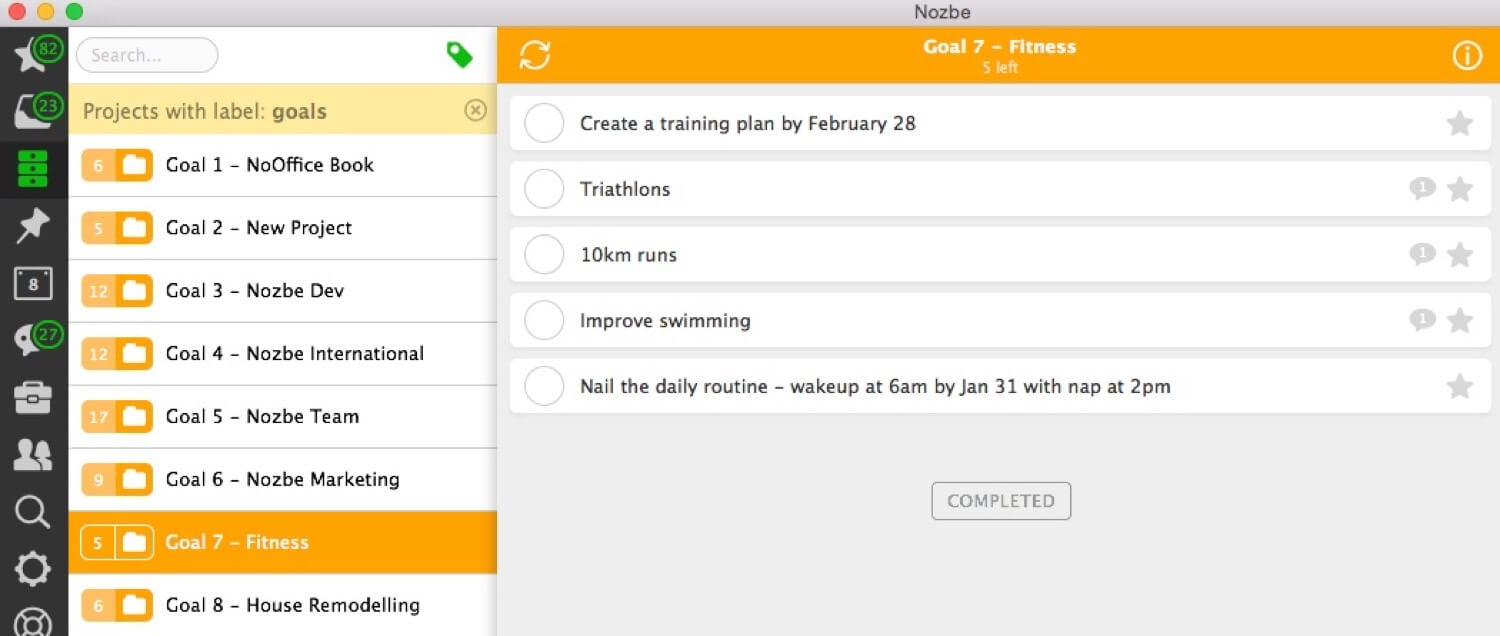 Nozbe
82
23
8
27
Search...
Projects with label: goals
6 Goal 1 – NoOffice Book
5 Goal 2 – New Project
12 Goal 3 – Nozbe Dev
12 Goal 4 – Nozbe International
17 Goal 5 – Nozbe Team
9 Goal 6 – Nozbe Marketing
5 Goal 7 – Fitness
6 Goal 8 – House Remodelling
Goal 7 – Fitness
5 left
Create a training plan by February 28
Triathlons 1
10km runs 1
Improve swimming 1
Nail the daily routine – wakeup at 6am by Jan 31 with nap at 2pm
COMPLETED